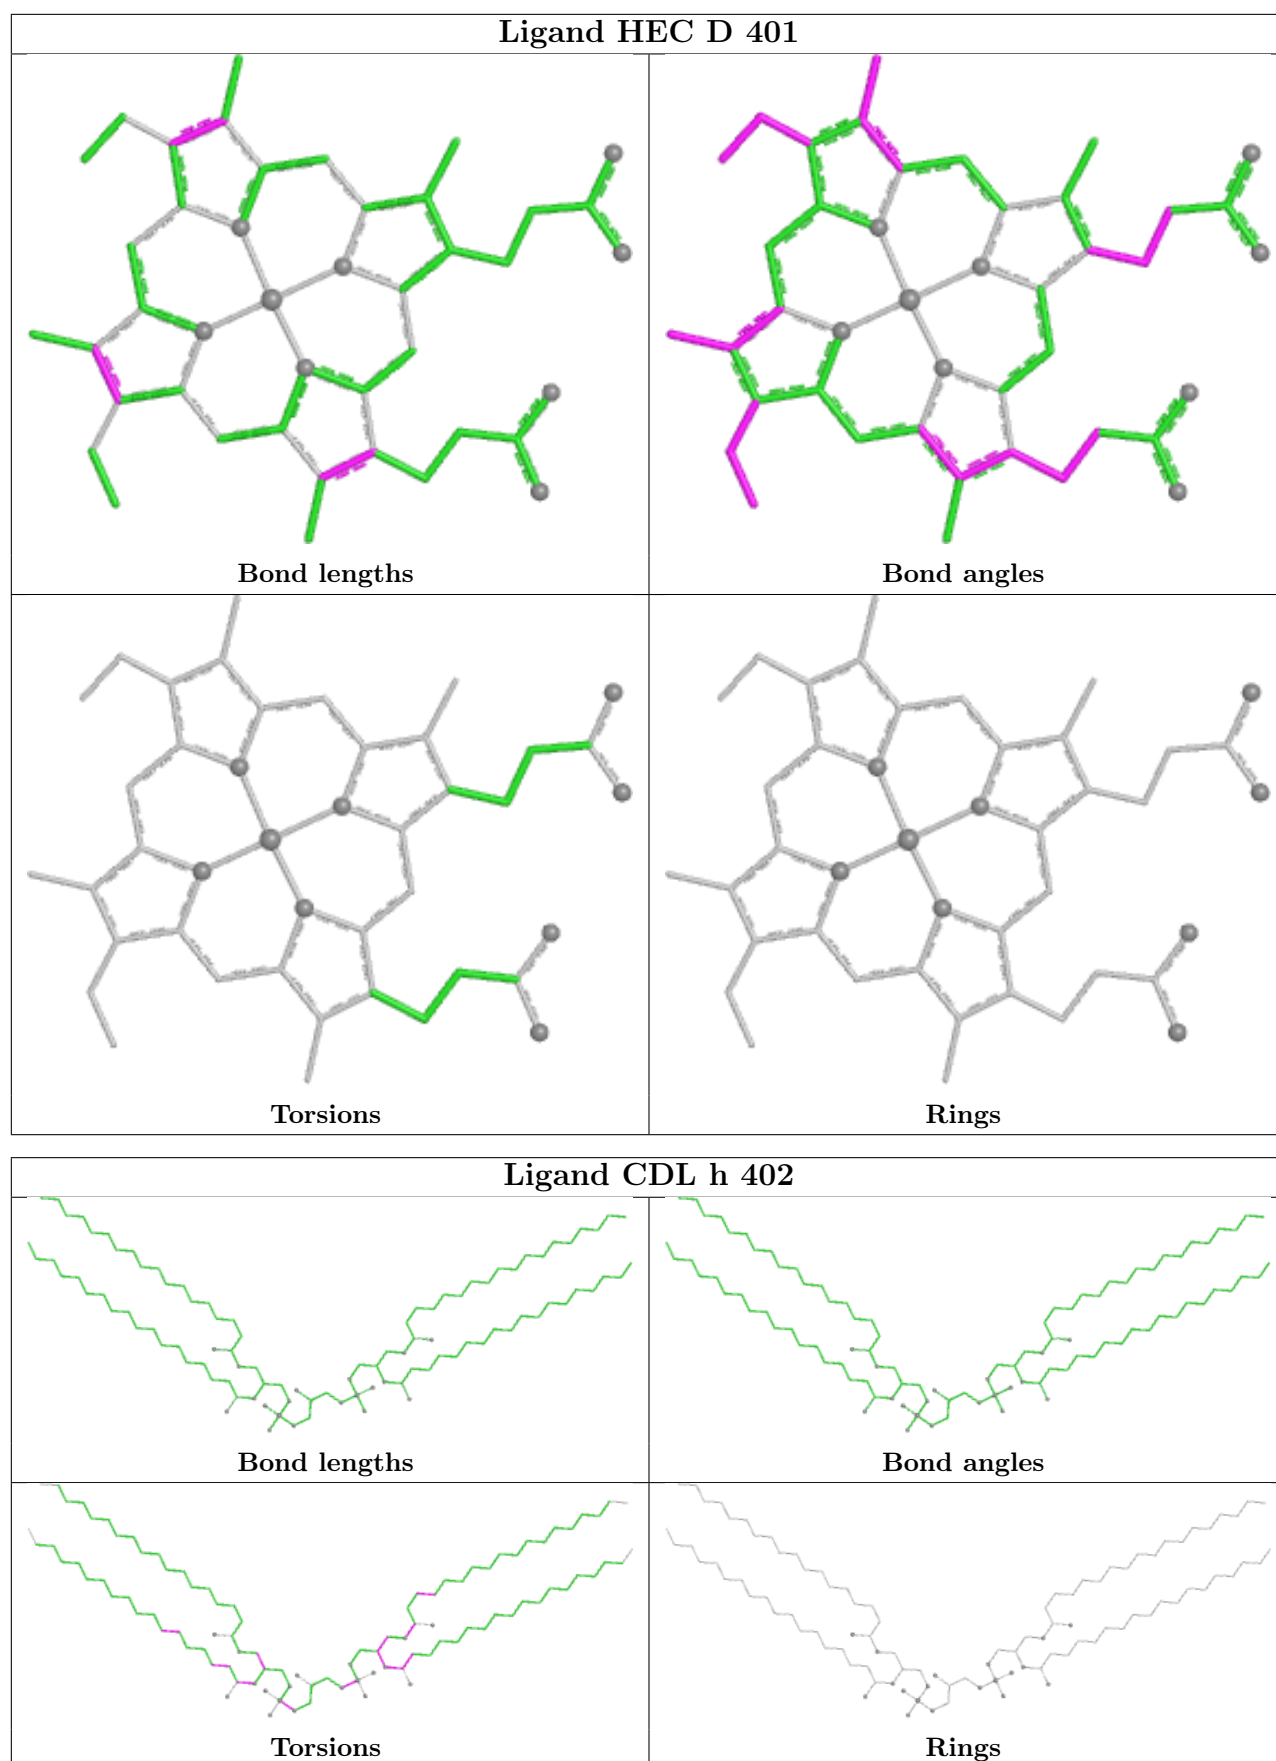 Ligand HEC D 401
Bond lengths
Bond angles
Torsions
Rings
Ligand CDL h 402
Bond lengths
Bond angles
Torsions
Rings